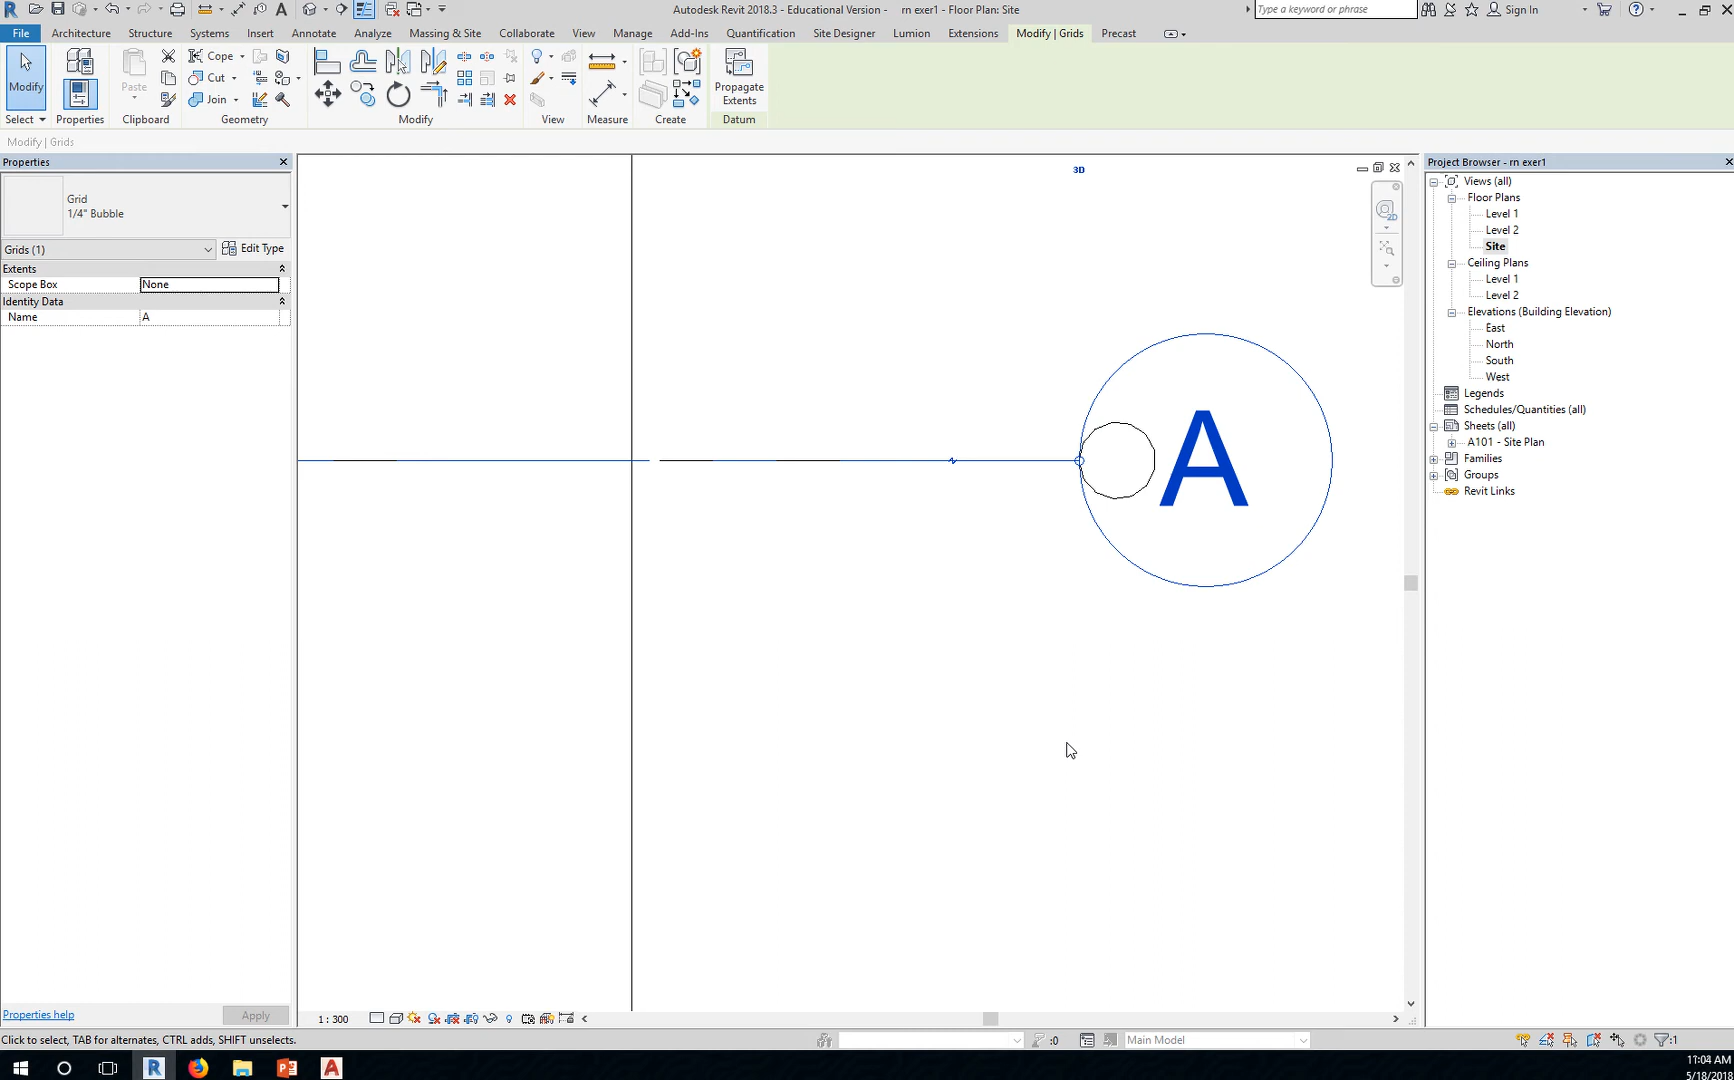 Autodesk Revit 2018.3 - Educational Version - rn exer1 - Floor Plan: Site
Type a keyword or phrase
Sign In
File Architecture Structure Systems Insert Annotate Analyze Massing & Site Collaborate View Manage Add-Ins Quantification Site Designer Lumion Extensions Modify | Grids Precast
Modify
Paste
Cope
Cut
Join
Propagate
Extents
Select Properties Clipboard Geometry Modify View Measure Create Datum
Modify | Grids
Properties
Grid
1/4" Bubble
Grids (1)
Edit Type
Extents
Scope Box None
Identity Data
Name A
Properties help
Apply
3D
2D
A
Project Browser - rn exer1
Views (all)
Floor Plans
Level 1
Level 2
Site
Ceiling Plans
Level 1
Level 2
Elevations (Building Elevation)
East
North
South
West
Legends
Schedules/Quantities (all)
Sheets (all)
A101 - Site Plan
Families
Groups
Revit Links
1 : 300
Click to select, TAB for alternates, CTRL adds, SHIFT unselects.
:0
Main Model
:1
11:04 AM
5/18/2018